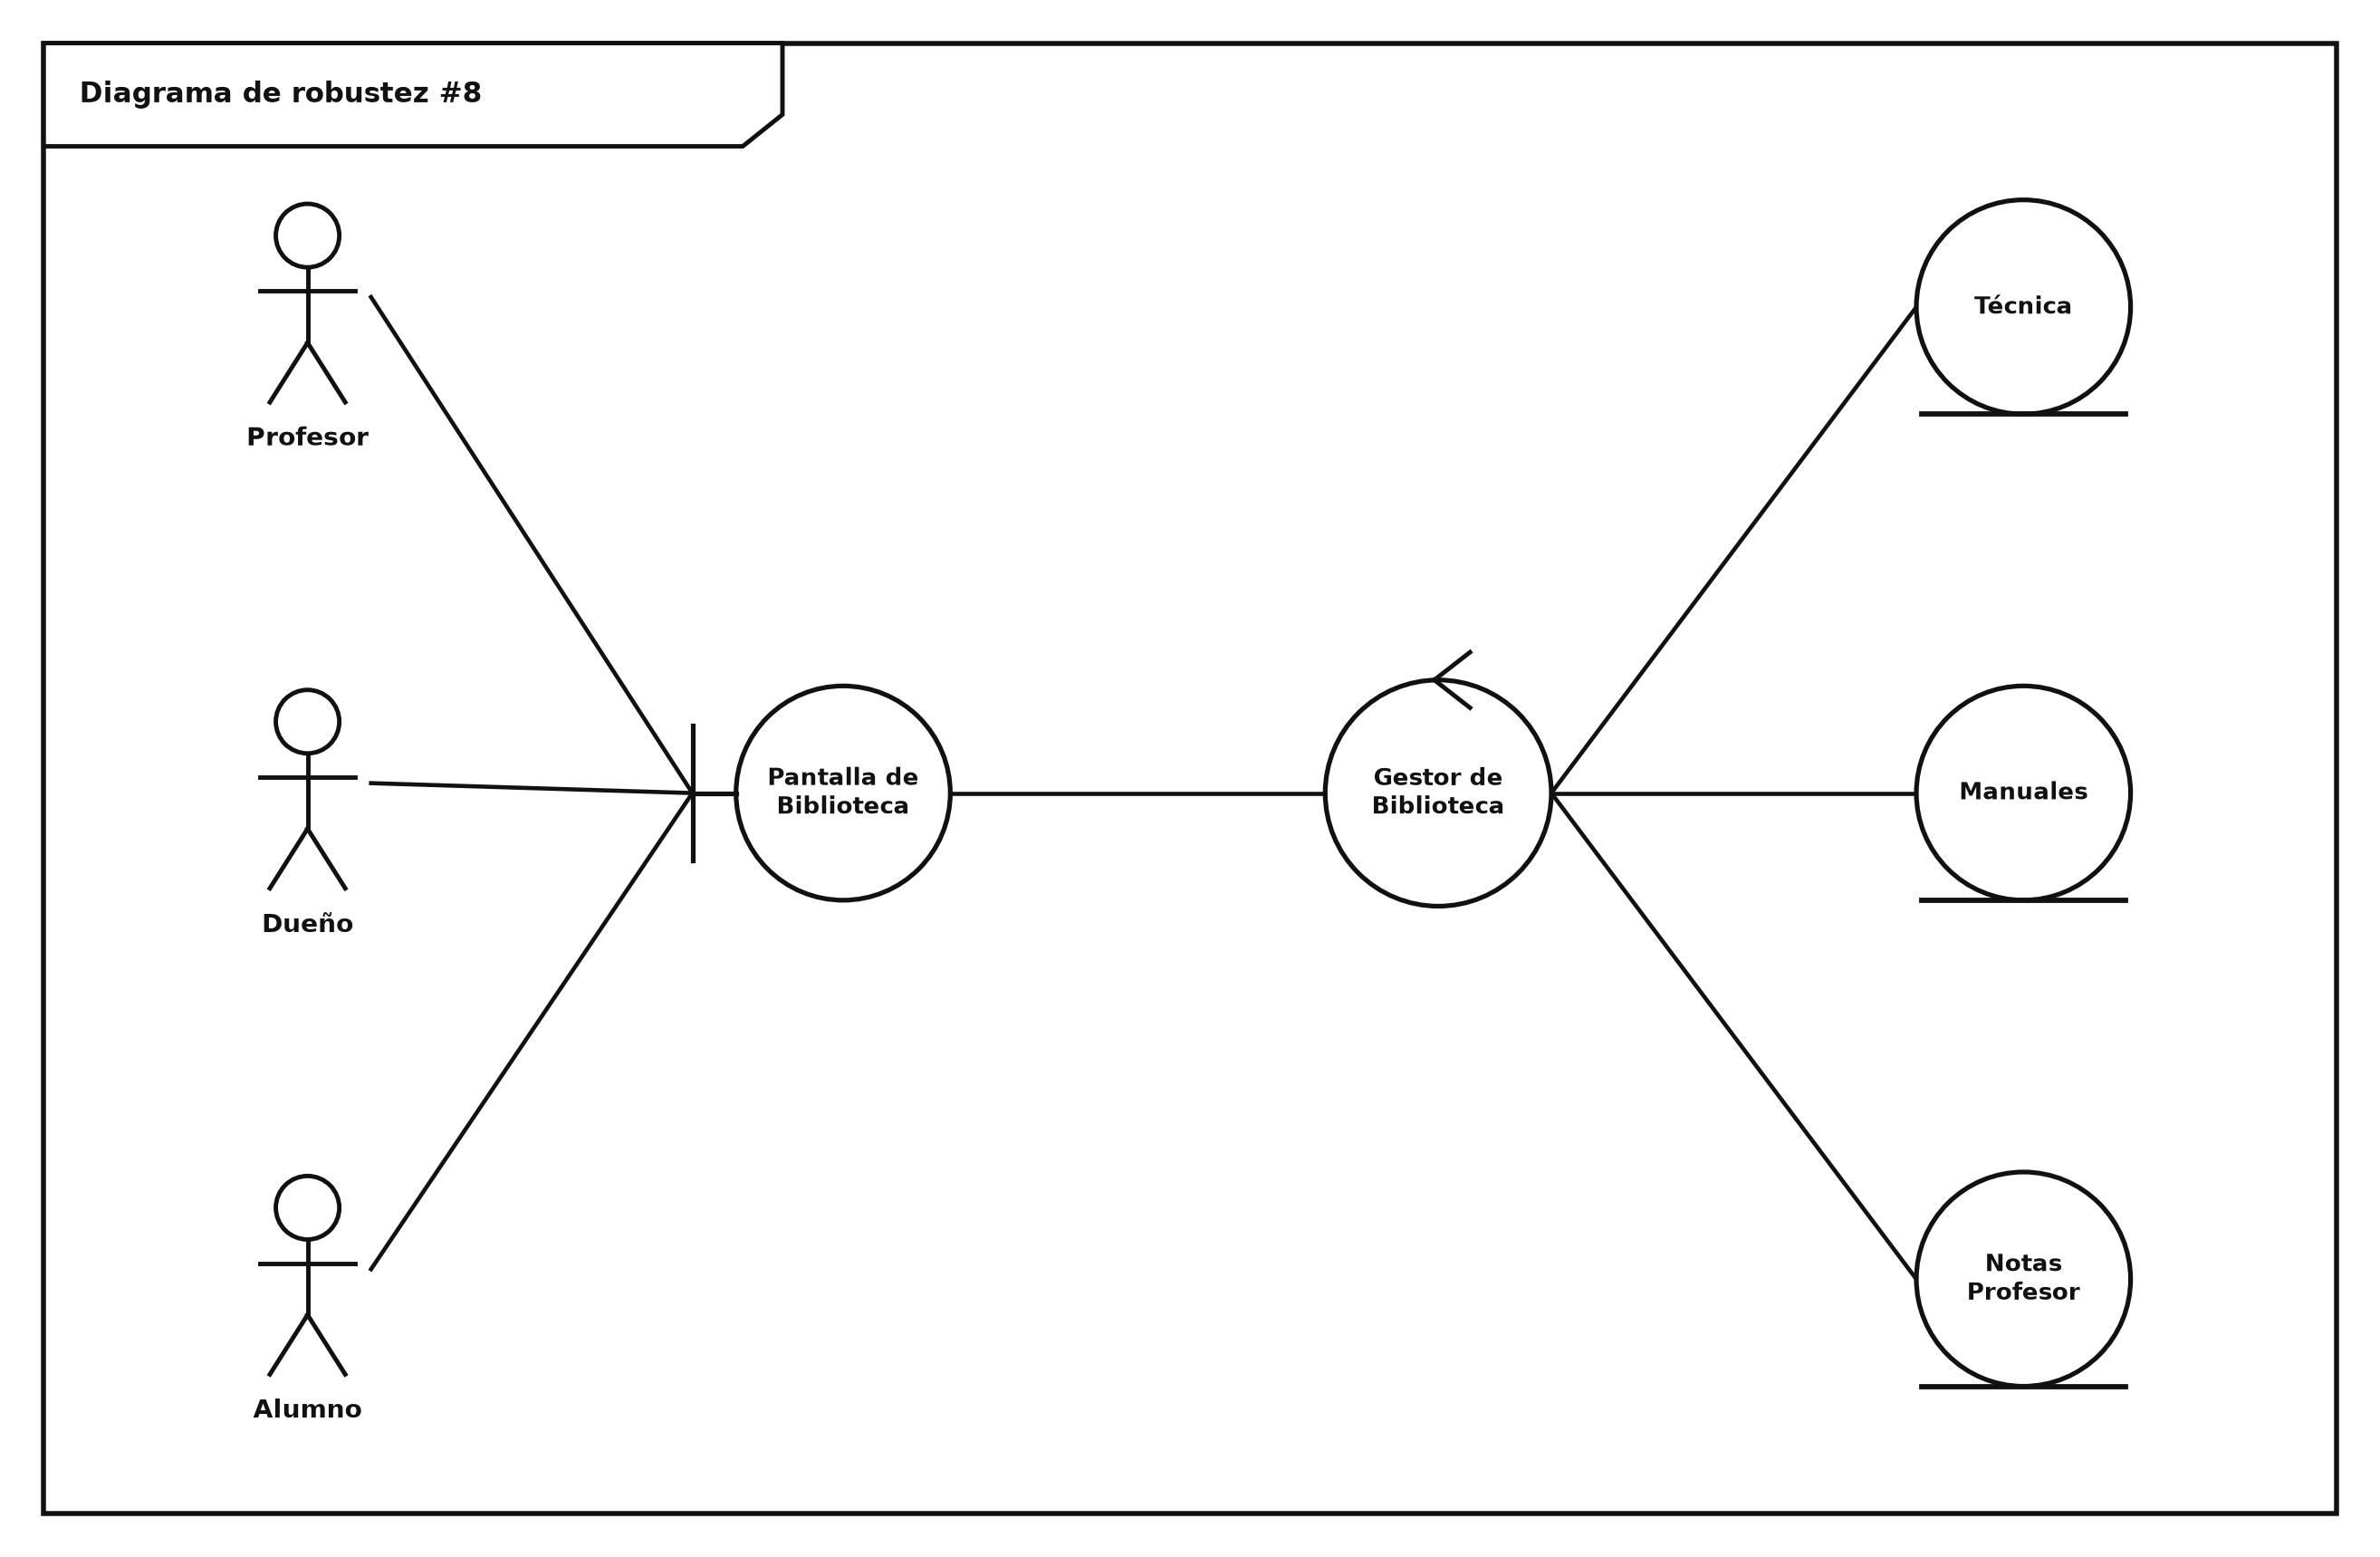 Diagrama de robustez #8
Profesor
Técnica
Dueño
Pantalla de
Biblioteca
Gestor de
Biblioteca
Manuales
Alumno
Notas
Profesor